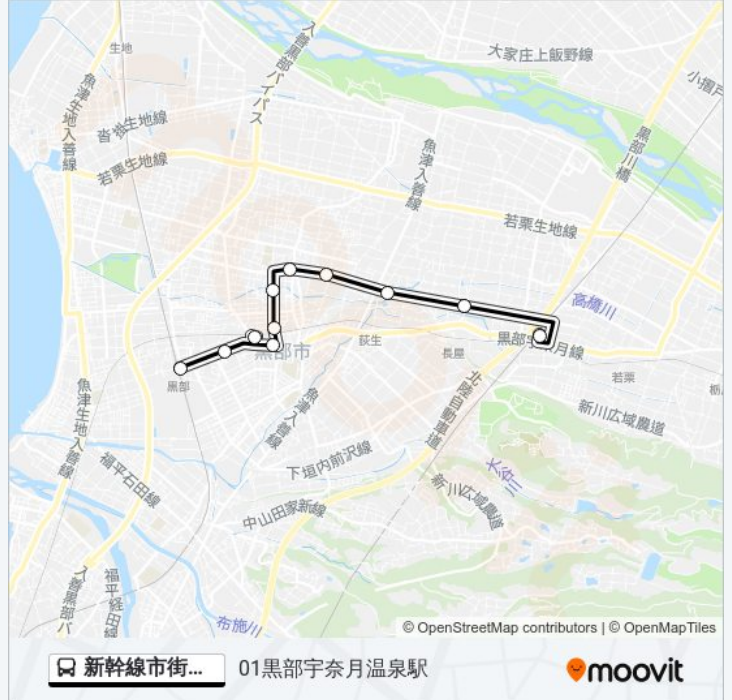 生地
大家庄上飯野線
入善黒部バイパス
小摺戸
魚津生地入善線
沓掛生地線
若栗生地線
魚津入善線
黒部川橋
若栗生地線
高橋川
黒部市
荻生
長屋
黒部宇奈月線
若栗
栃
黒部
北陸自動車道
魚津生地入善線
魚津入善線
新川広域農道
福平石田線
下垣内前沢線
大谷川
新川広域農道
中山田家新線
入善黒部バ
福平経田線
布施川
© OpenStreetMap contributors | © OpenMapTiles
新幹線市街...
01黒部宇奈月温泉駅
moovit